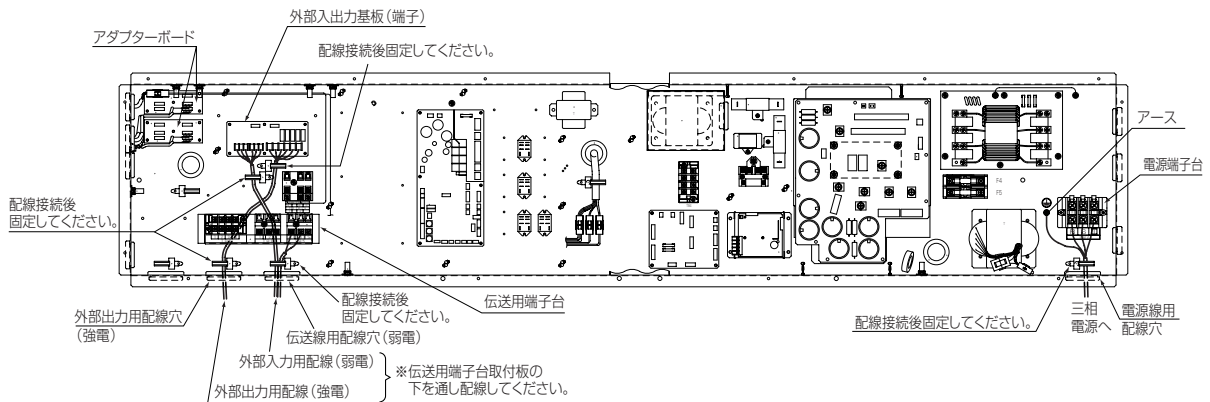 外部入出力基板(端子)
アダプターボード
配線接続後固定してください。
アース
電源端子台
F4
F5
配線接続後
固定してください。
外部出力用配線穴
(強電)
配線接続後
固定してください。
伝送用端子台
伝送線用配線穴(弱電)
外部入力用配線(弱電)
外部出力用配線(強電)
※伝送用端子台取付板の
下を通し配線してください。
配線接続後固定してください。
三相
電源へ
電源線用
配線穴